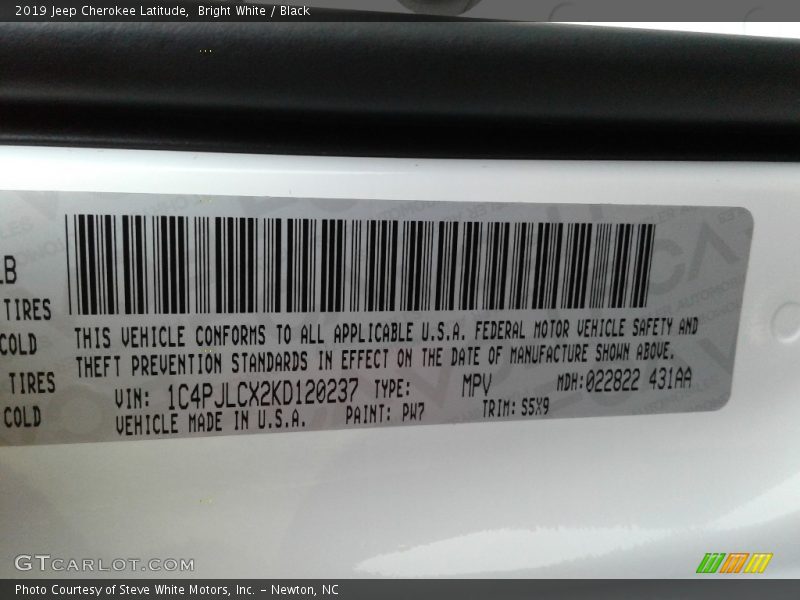 2019 Jeep Cherokee Latitude, Bright White / Black
LB
TIRES
COLD
TIRES
COLD
THIS VEHICLE CONFORMS TO ALL APPLICABLE U.S.A. FEDERAL MOTOR VEHICLE SAFETY AND
THEFT PREVENTION STANDARDS IN EFFECT ON THE DATE OF MANUFACTURE SHOWN ABOVE.
VIN: 1C4PJLCX2KD120237 TYPE: MPV MDH:022822 431AA
VEHICLE MADE IN U.S.A. PAINT: PW7 TRIM: S5X9
GTCARLOT.COM
Photo Courtesy of Steve White Motors, Inc. – Newton, NC